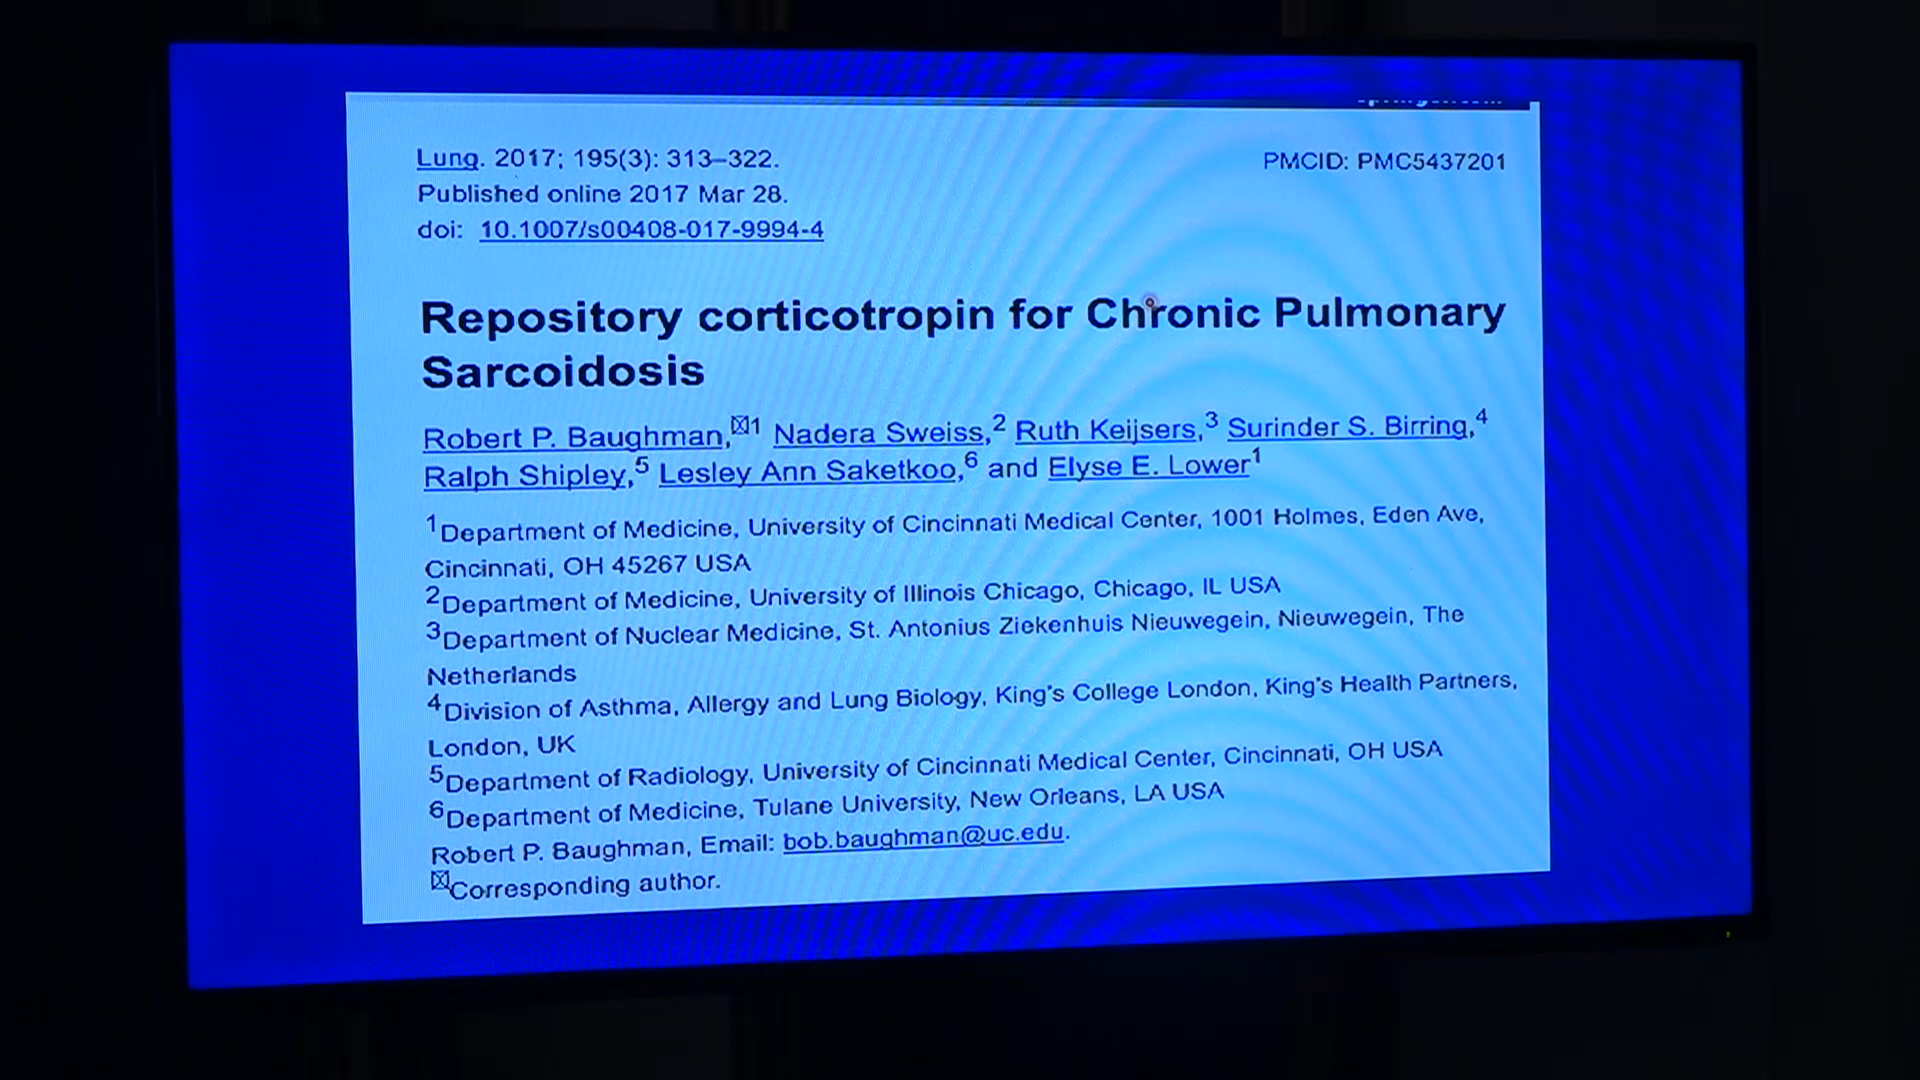 Lung. 2017; 195(3): 313–322.
PMCID: PMC5437201
Published online 2017 Mar 28.
doi: 10.1007/s00408-017-9994-4
Repository corticotropin for Chronic Pulmonary
Sarcoidosis
Robert P. Baughman,✉1 Nadera Sweiss,2 Ruth Keijsers,3 Surinder S. Birring,4
Ralph Shipley,5 Lesley Ann Saketkoo,6 and Elyse E. Lower1
1Department of Medicine, University of Cincinnati Medical Center, 1001 Holmes, Eden Ave,
Cincinnati, OH 45267 USA
2Department of Medicine, University of Illinois Chicago, Chicago, IL USA
3Department of Nuclear Medicine, St. Antonius Ziekenhuis Nieuwegein, Nieuwegein, The
Netherlands
4Division of Asthma, Allergy and Lung Biology, King's College London, King's Health Partners,
London, UK
5Department of Radiology, University of Cincinnati Medical Center, Cincinnati, OH USA
6Department of Medicine, Tulane University, New Orleans, LA USA
Robert P. Baughman, Email: bob.baughman@uc.edu.
✉Corresponding author.